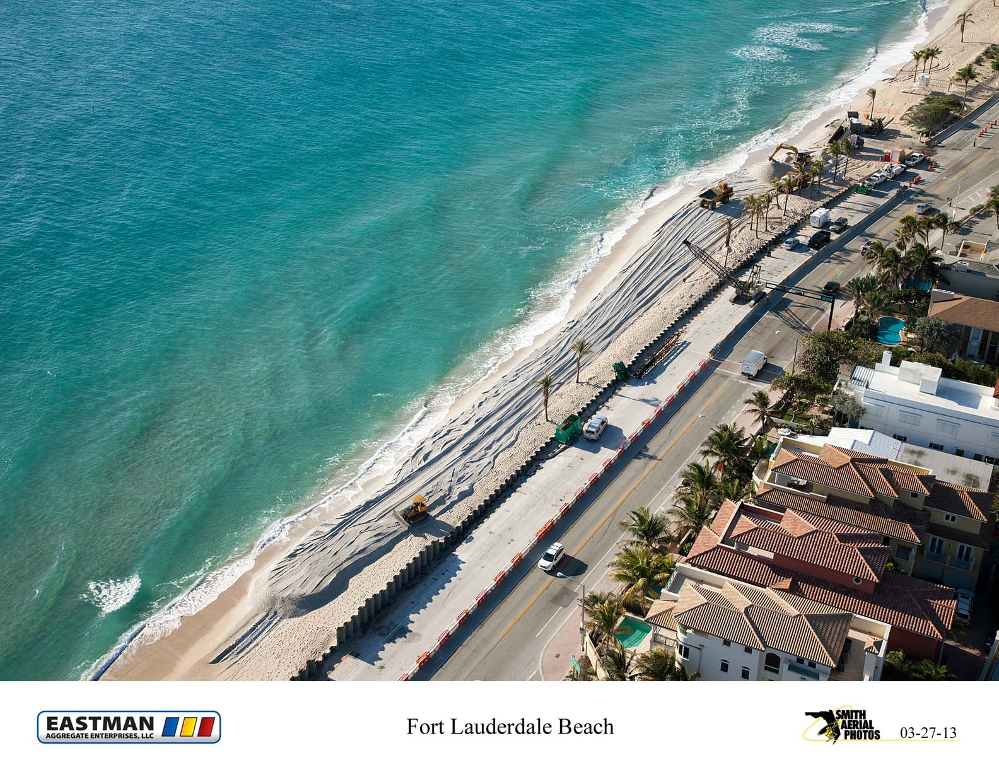 EASTMAN
AGGREGATE ENTERPRISES, LLC
Fort Lauderdale Beach
SMITH
AERIAL
PHOTOS
03-27-13